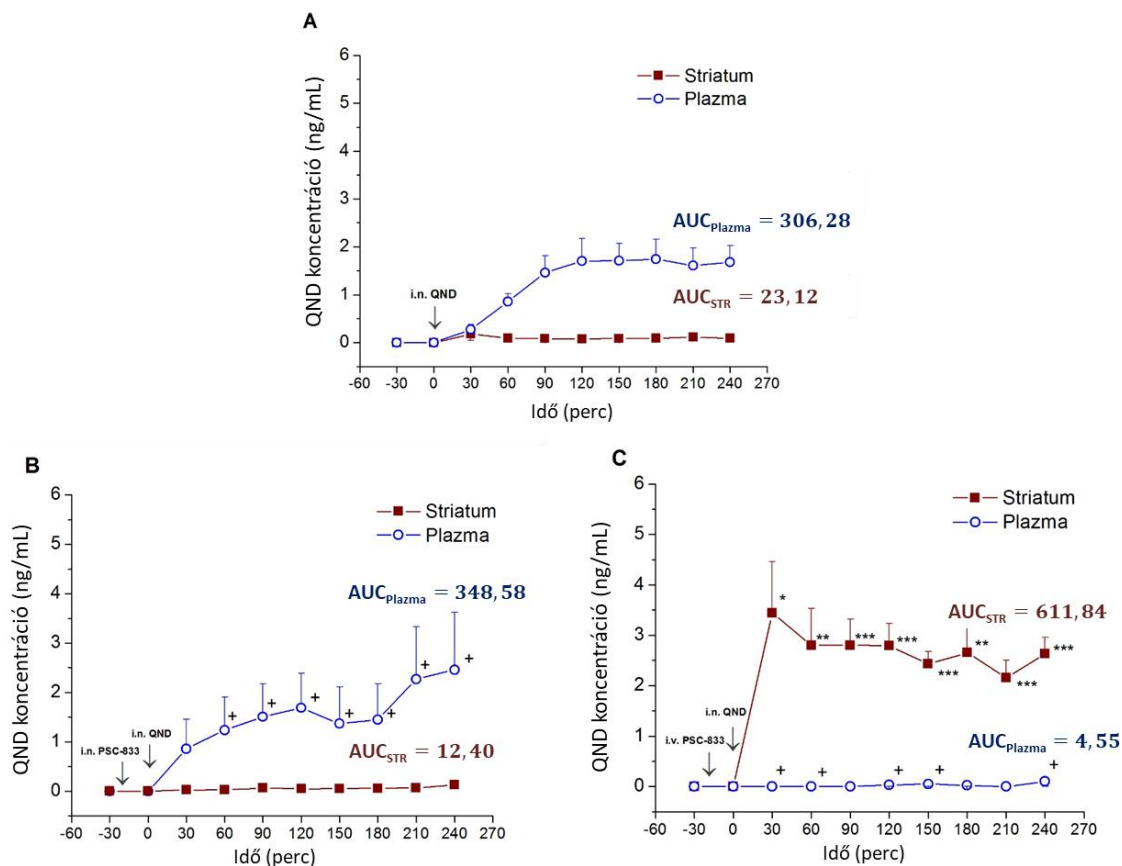 A
QND koncentráció (ng/mL)
6
5
4
3
2
1
0
Striatum
Plazma
AUC_Plazma = 306,28
AUC_STR = 23,12
i.n. QND
-60 -30 0 30 60 90 120 150 180 210 240 270
Idő (perc)
B
QND koncentráció (ng/mL)
6
5
4
3
2
1
0
Striatum
Plazma
AUC_Plazma = 348,58
+ + + + + + +
i.n. QND
i.n. PSC-833
AUC_STR = 12,40
-60 -30 0 30 60 90 120 150 180 210 240 270
Idő (perc)
C
QND koncentráció (ng/mL)
6
5
4
3
2
1
0
Striatum
Plazma
AUC_STR = 611,84
* ** *** *** *** ** *** ***
i.n. QND
i.v. PSC-833
AUC_Plazma = 4,55
+ + + + +
-60 -30 0 30 60 90 120 150 180 210 240 270
Idő (perc)